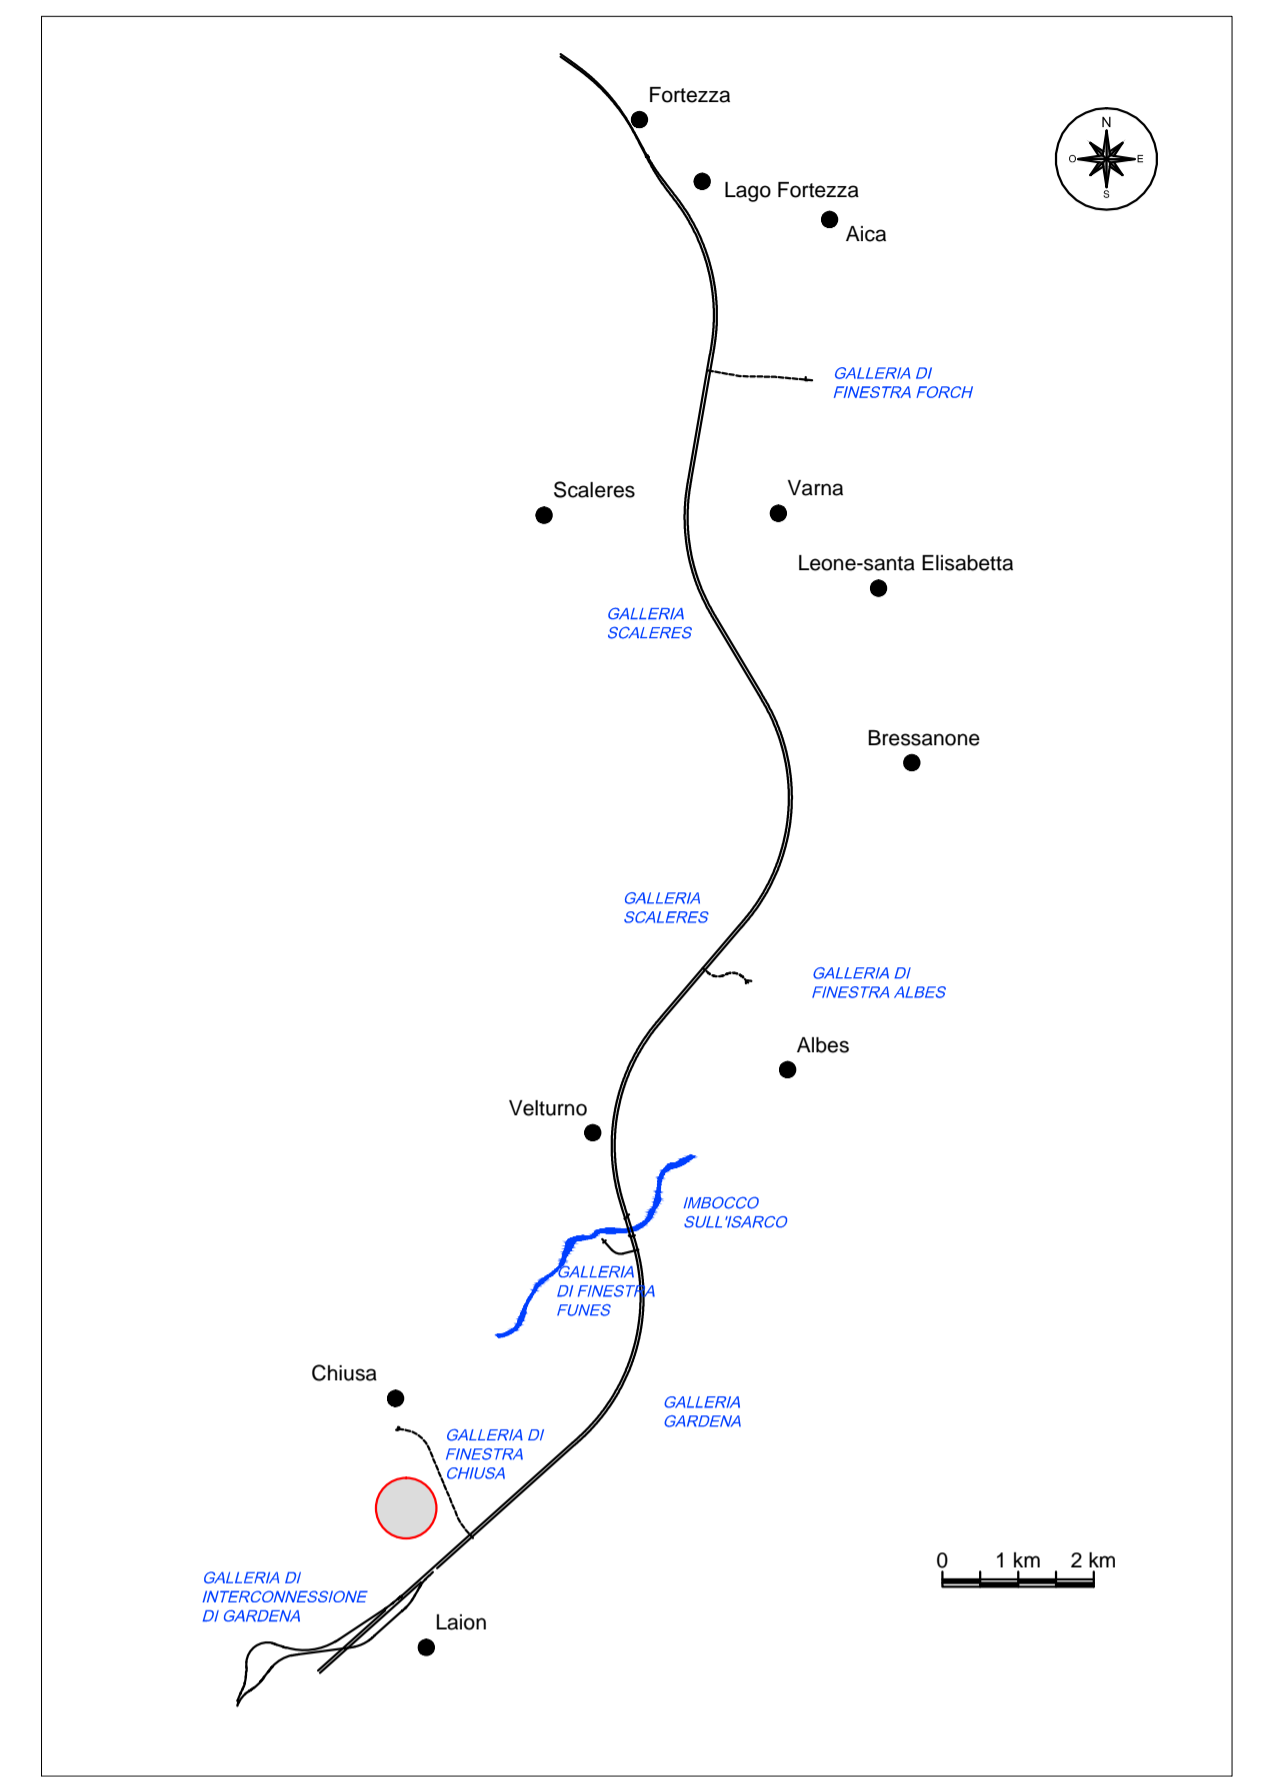 Fortezza
N
O
E
S
Lago Fortezza
Aica
GALLERIA DI
FINESTRA FORCH
Scaleres
Varna
Leone-santa Elisabetta
GALLERIA
SCALERES
Bressanone
GALLERIA
SCALERES
GALLERIA DI
FINESTRA ALBES
Albes
Velturno
IMBOCCO
SULL'ISARCO
GALLERIA
DI FINESTRA
FUNES
Chiusa
GALLERIA
GARDENA
GALLERIA DI
FINESTRA
CHIUSA
0 1 km 2 km
GALLERIA DI
INTERCONNESSIONE
DI GARDENA
Laion